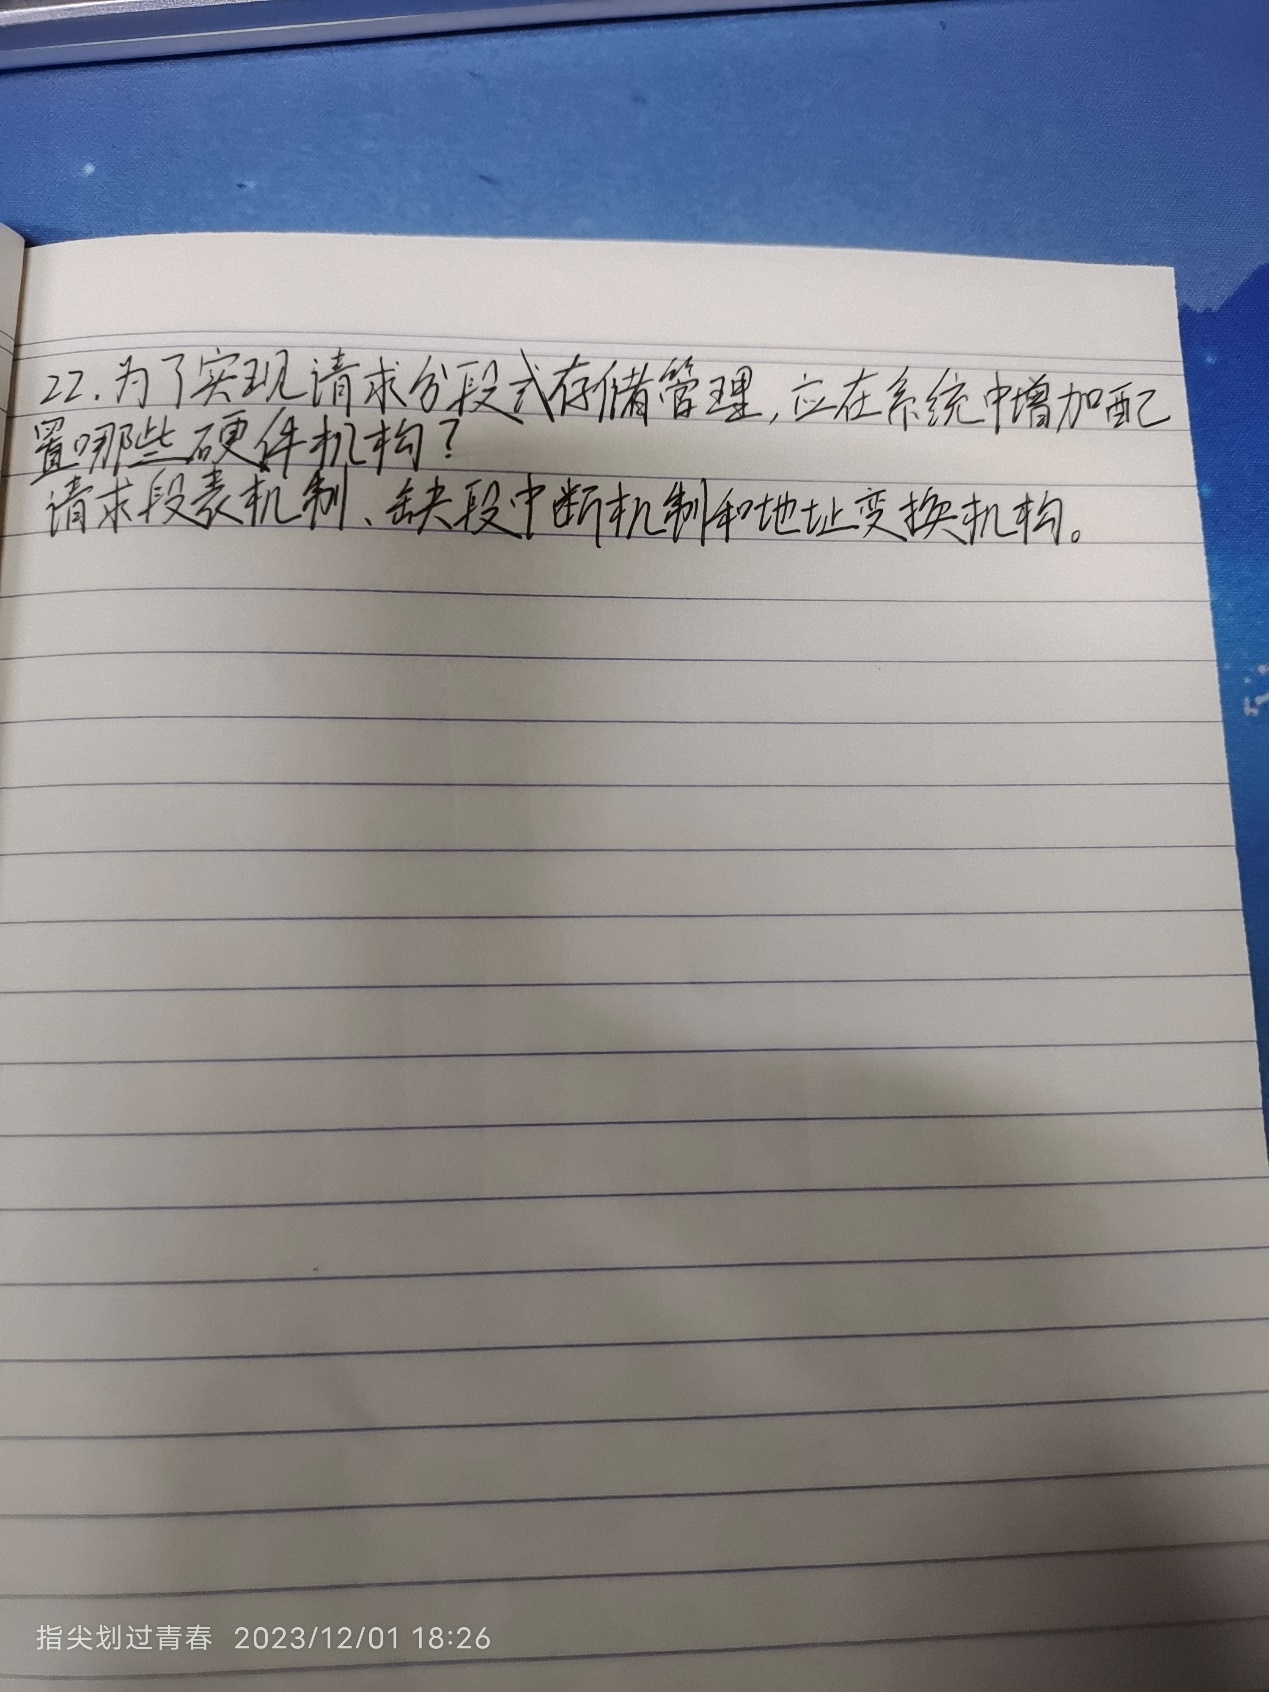 22.为了实现请求分段式存储管理,应在系统中增加配
置哪些硬件机构?
请求段表机制、缺段中断机制和地址变换机构。
指尖划过青春 2023/12/01 18:26